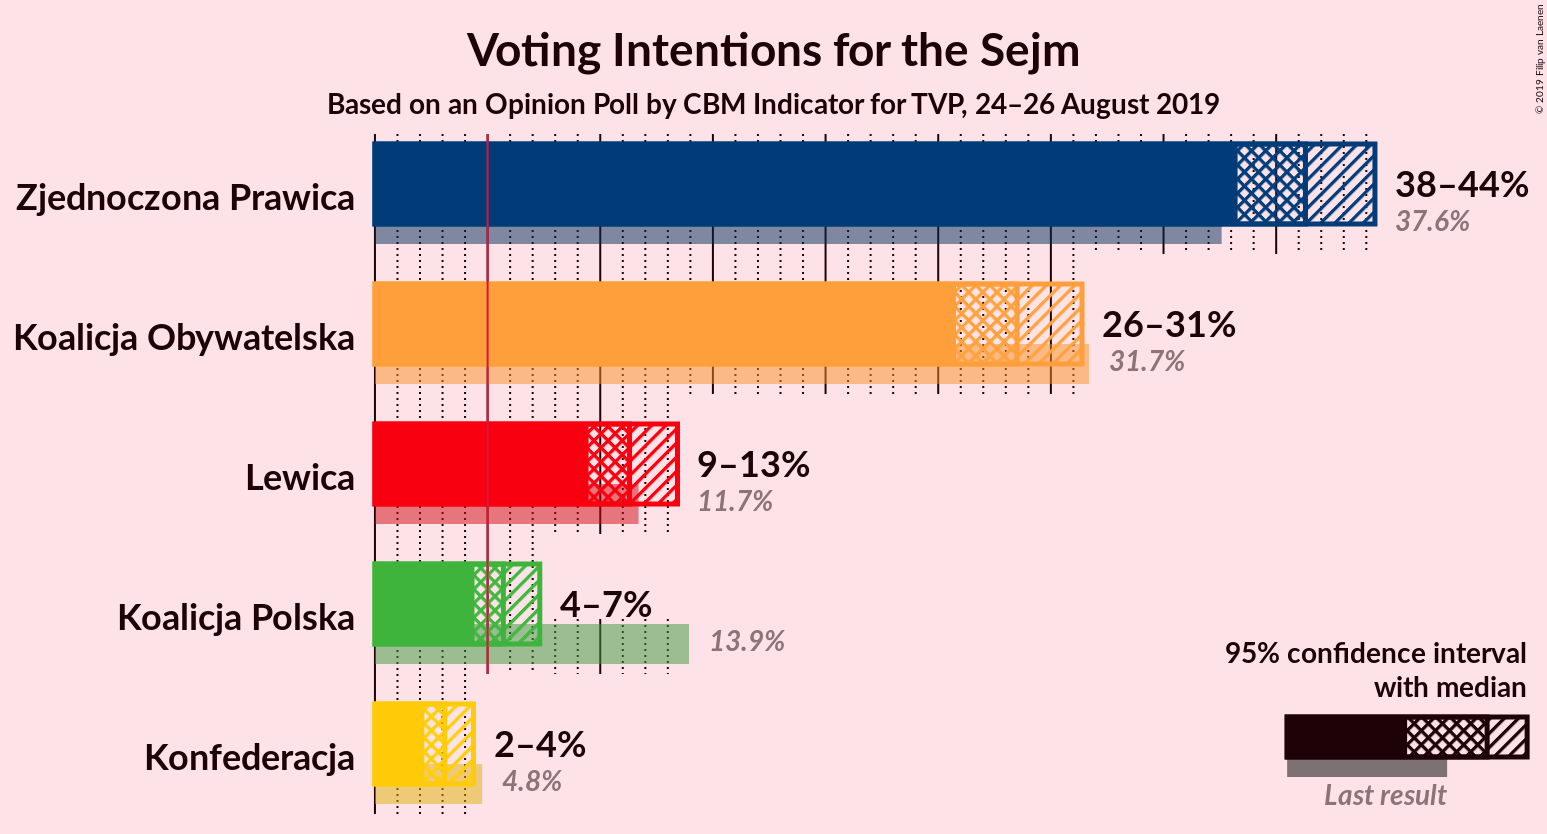 Voting Intentions for the Sejm
Based on an Opinion Poll by CBM Indicator for TVP, 24–26 August 2019
© 2019 Filip van Laenen
Zjednoczona Prawica
38–44%
37.6%
Koalicja Obywatelska
26–31%
31.7%
Lewica
9–13%
11.7%
Koalicja Polska
4–7%
13.9%
Konfederacja
2–4%
4.8%
95% confidence interval
with median
Last result